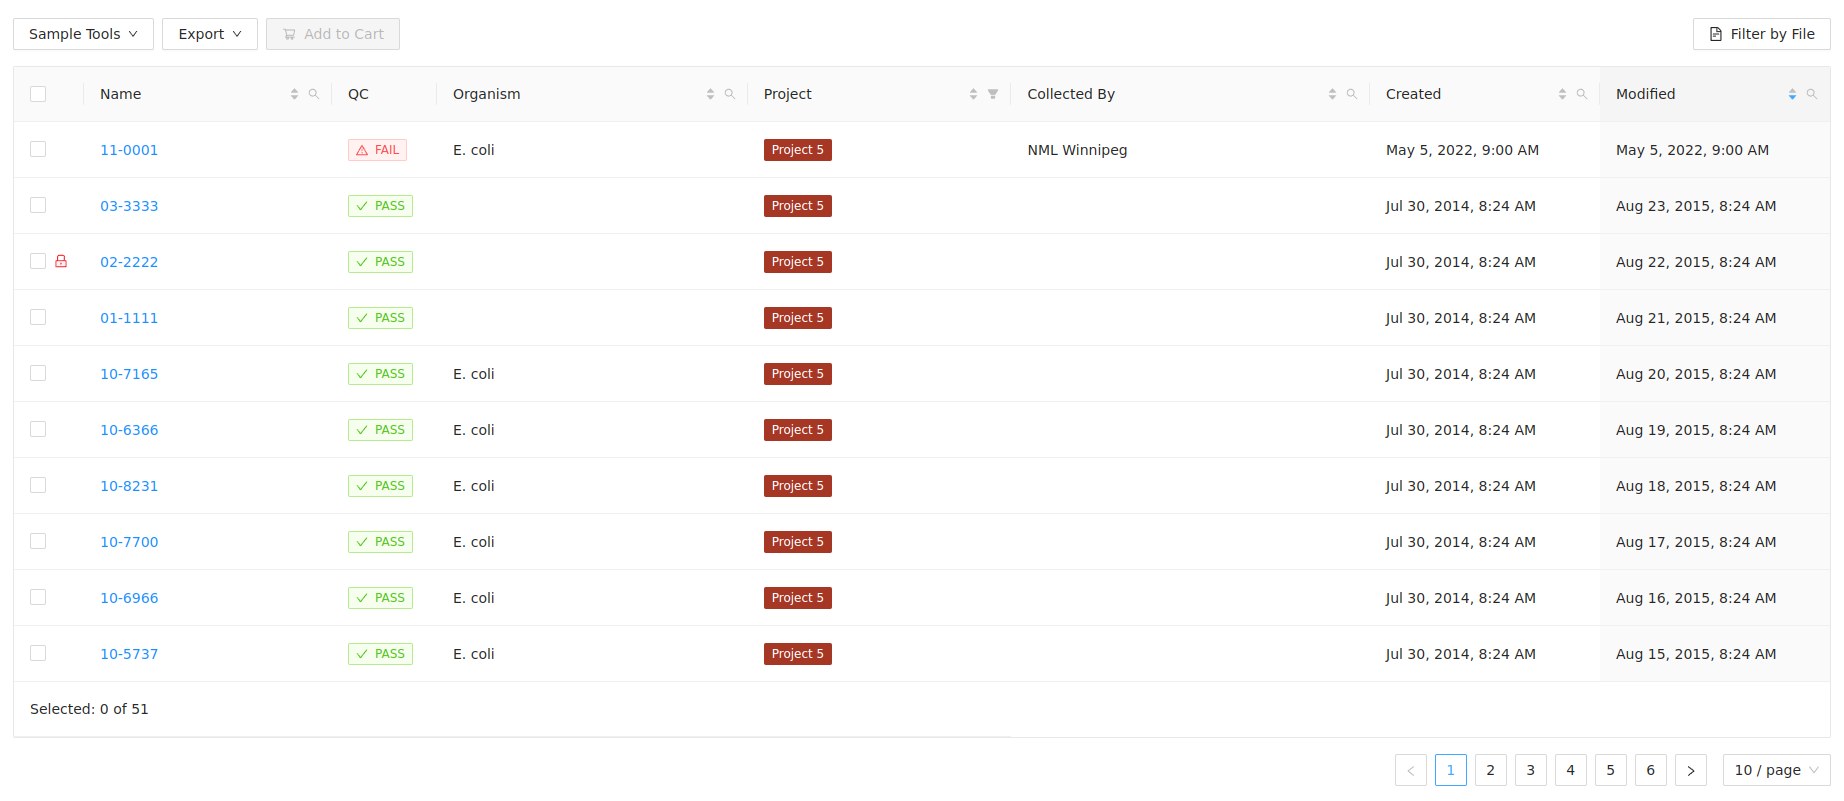 Sample Tools Export Add to Cart Filter by File
Name QC Organism Project Collected By Created Modified
11-0001 FAIL E. coli Project 5 NML Winnipeg May 5, 2022, 9:00 AM May 5, 2022, 9:00 AM
03-3333 PASS Project 5 Jul 30, 2014, 8:24 AM Aug 23, 2015, 8:24 AM
02-2222 PASS Project 5 Jul 30, 2014, 8:24 AM Aug 22, 2015, 8:24 AM
01-1111 PASS Project 5 Jul 30, 2014, 8:24 AM Aug 21, 2015, 8:24 AM
10-7165 PASS E. coli Project 5 Jul 30, 2014, 8:24 AM Aug 20, 2015, 8:24 AM
10-6366 PASS E. coli Project 5 Jul 30, 2014, 8:24 AM Aug 19, 2015, 8:24 AM
10-8231 PASS E. coli Project 5 Jul 30, 2014, 8:24 AM Aug 18, 2015, 8:24 AM
10-7700 PASS E. coli Project 5 Jul 30, 2014, 8:24 AM Aug 17, 2015, 8:24 AM
10-6966 PASS E. coli Project 5 Jul 30, 2014, 8:24 AM Aug 16, 2015, 8:24 AM
10-5737 PASS E. coli Project 5 Jul 30, 2014, 8:24 AM Aug 15, 2015, 8:24 AM
Selected: 0 of 51
< 1 2 3 4 5 6 > 10 / page